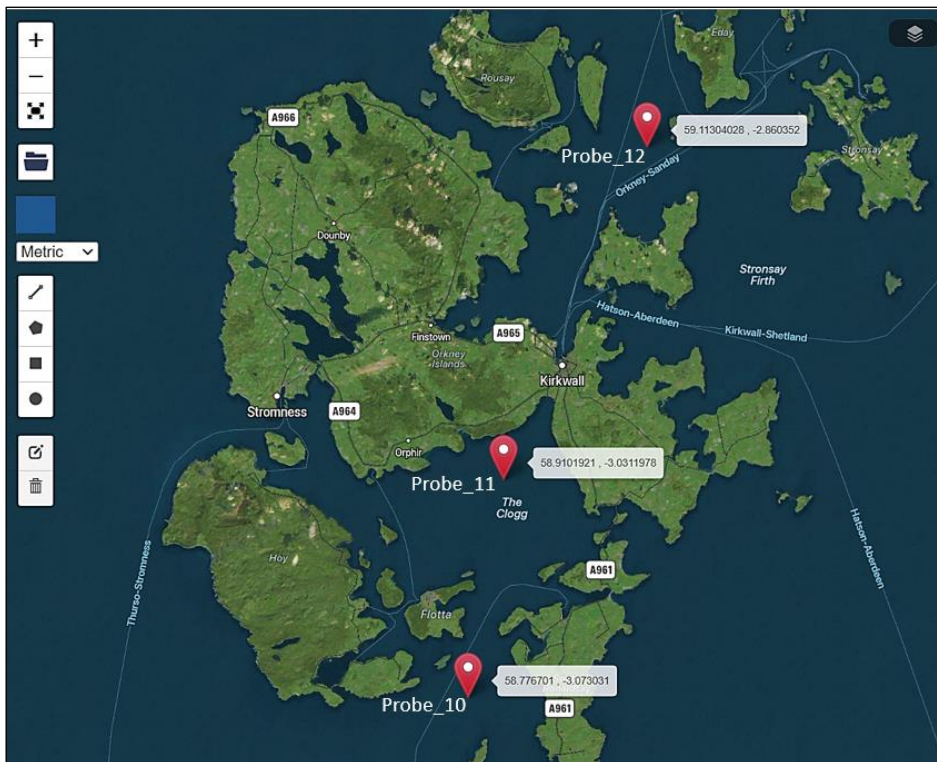 +
Eday
−
Rousay
A966
59.11304028 , -2.860352
Probe_12
Stronsay
Orkney-Sanday
Dounby
Metric
Stronsay
Firth
Hatson-Aberdeen
Kirkwall-Shetland
Finstown
A965
Orkney
Islands
Kirkwall
Stromness
A964
Orphir
58.9101921 , -3.0311978
Probe_11
The
Clogg
Hatson-Aberdeen
Hoy
A961
Thurso-Stromness
Flotta
58.776701 , -3.073031
Probe_10
A961